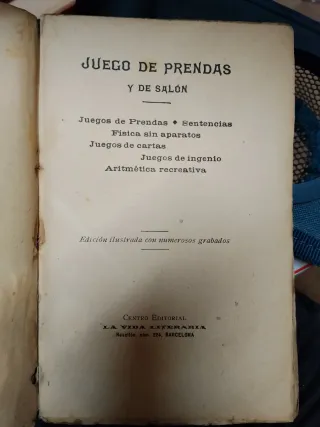 JUEGO DE PRENDAS
Y DE SALÓN
Juegos de Prendas • Sentencias
Física sin aparatos
Juegos de cartas
Juegos de ingenio
Aritmética recreativa
Edición ilustrada con numerosos grabados
CENTRO EDITORIAL
LA VIDA LITERARIA
BARCELONA